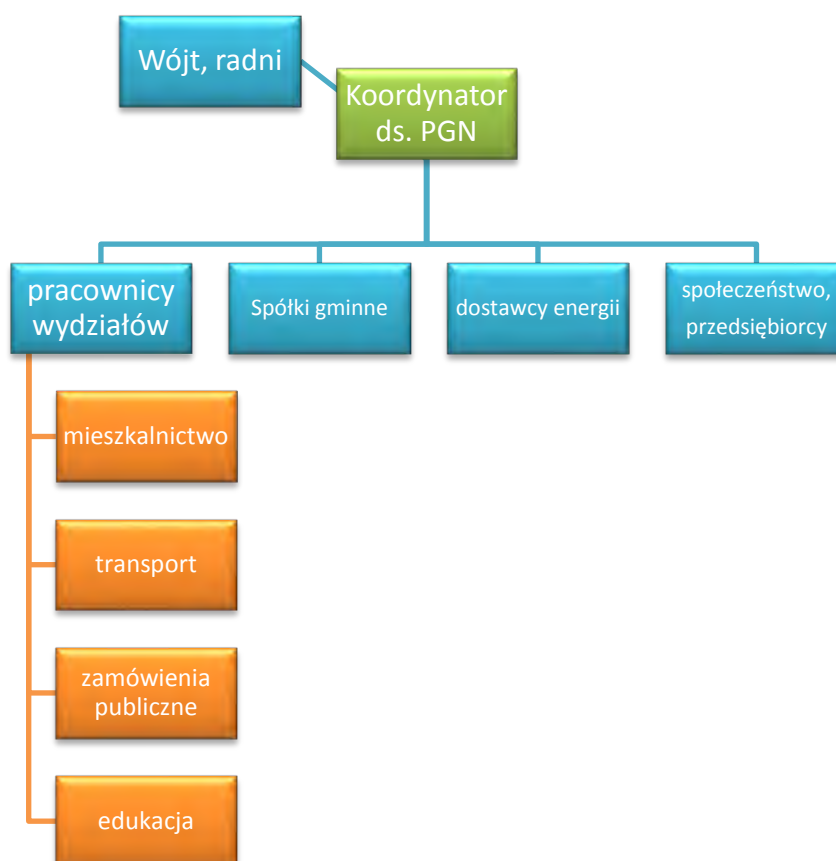 Wójt, radni
Koordynator
ds. PGN
pracownicy
wydziałów
Spółki gminne
dostawcy energii
społeczeństwo,
przedsiębiorcy
mieszkalnictwo
transport
zamówienia
publiczne
edukacja